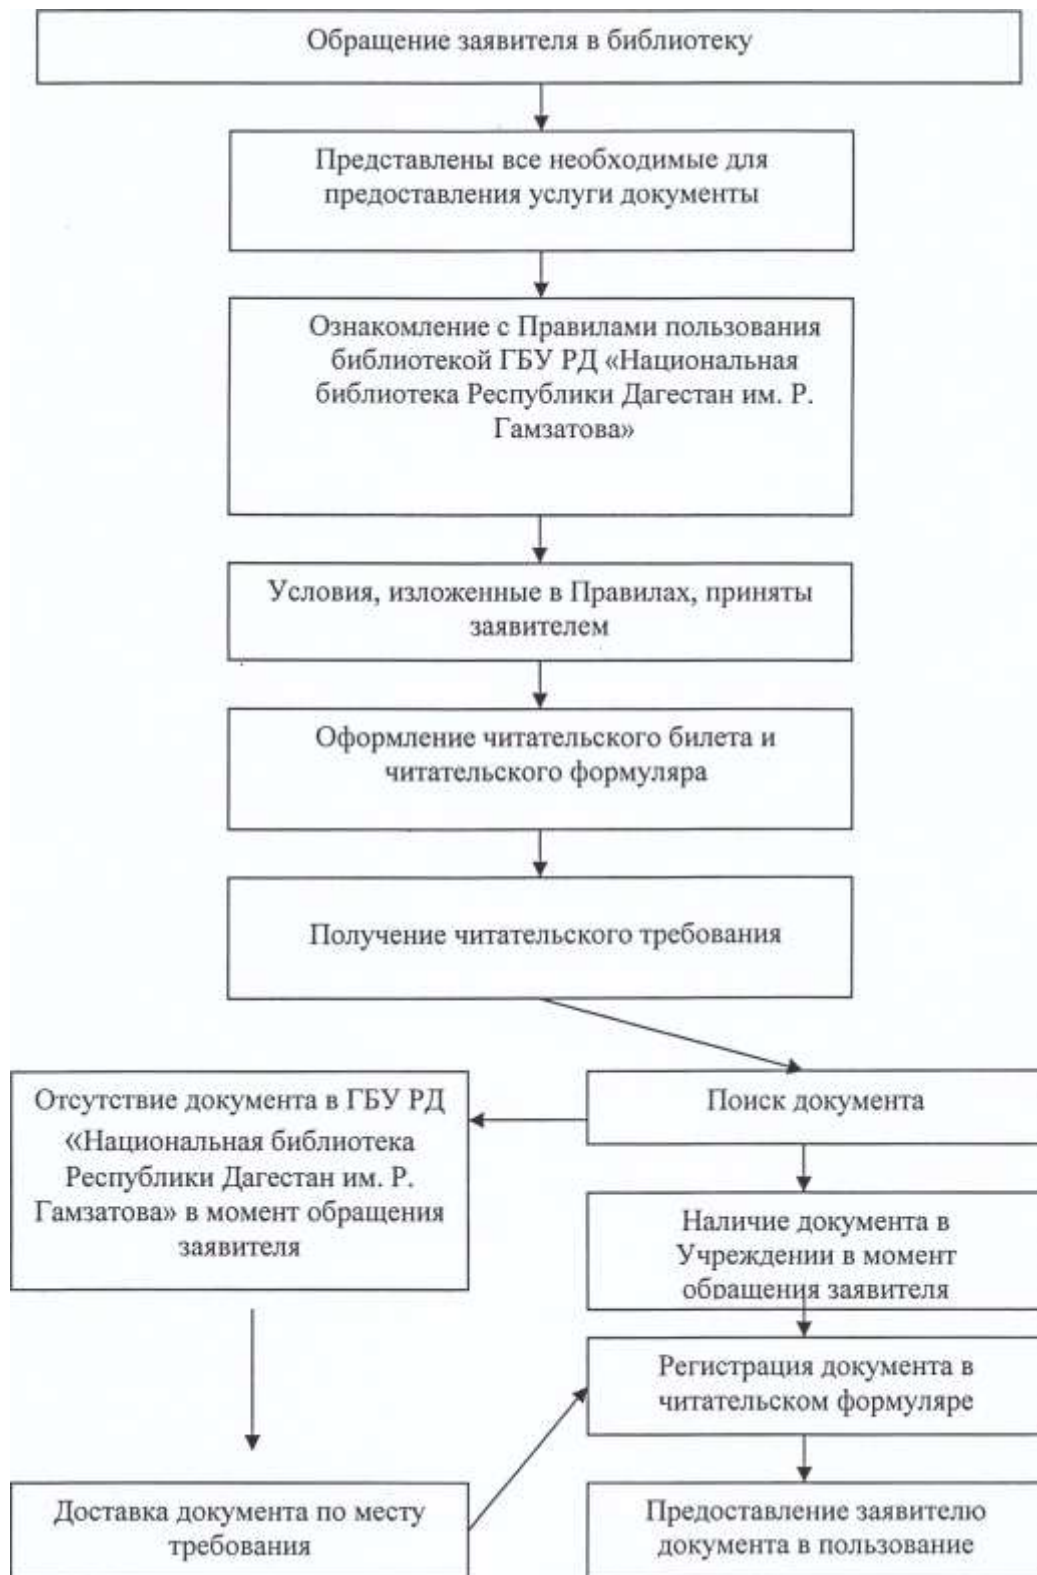 Обращение заявителя в библиотеку
Представлены все необходимые для
предоставления услуги документы
Ознакомление с Правилами пользования
библиотекой ГБУ РД «Национальная
библиотека Республики Дагестан им. Р.
Гамзатова»
Условия, изложенные в Правилах, приняты
заявителем
Оформление читательского билета и
читательского формуляра
Получение читательского требования
Отсутствие документа в ГБУ РД
«Национальная библиотека
Республики Дагестан им. Р.
Гамзатова» в момент обращения
заявителя
Поиск документа
Наличие документа в
Учреждении в момент
обращения заявителя
Регистрация документа в
читательском формуляре
Доставка документа по месту
требования
Предоставление заявителю
документа в пользование